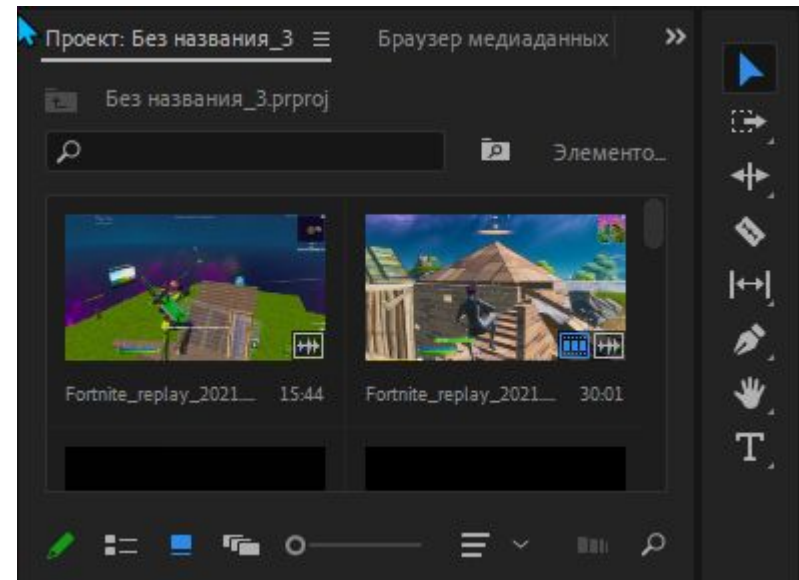 Проект: Без названия_3
Браузер медиаданных
Без названия_3.prproj
Элементо...
Fortnite_replay_2021... 15:44
Fortnite_replay_2021... 30:01